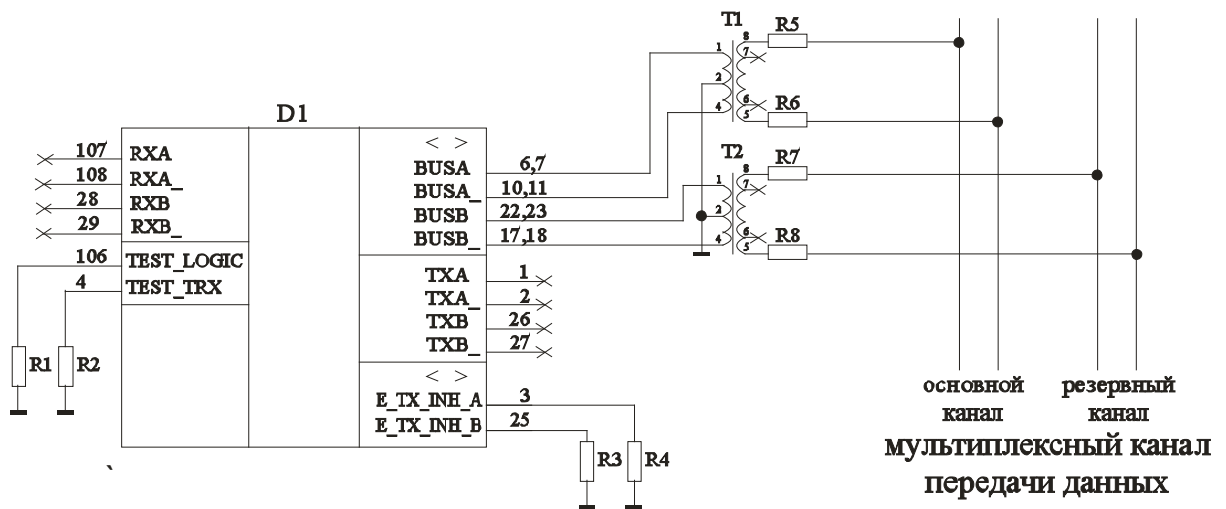 D1
107 RXA
108 RXA_
28 RXB
29 RXB_
106 TEST_LOGIC
4 TEST_TRX
R1
R2
< >
BUSA 6,7
BUSA_ 10,11
BUSB 22,23
BUSB_ 17,18
TXA 1
TXA_ 2
TXB 26
TXB_ 27
< >
E_TX_INH_A 3
E_TX_INH_B 25
R3
R4
T1
1
2
4
8
7
6
5
R5
R6
T2
1
2
4
8
7
6
5
R7
R8
основной
канал
резервный
канал
мультиплексный канал
передачи данных